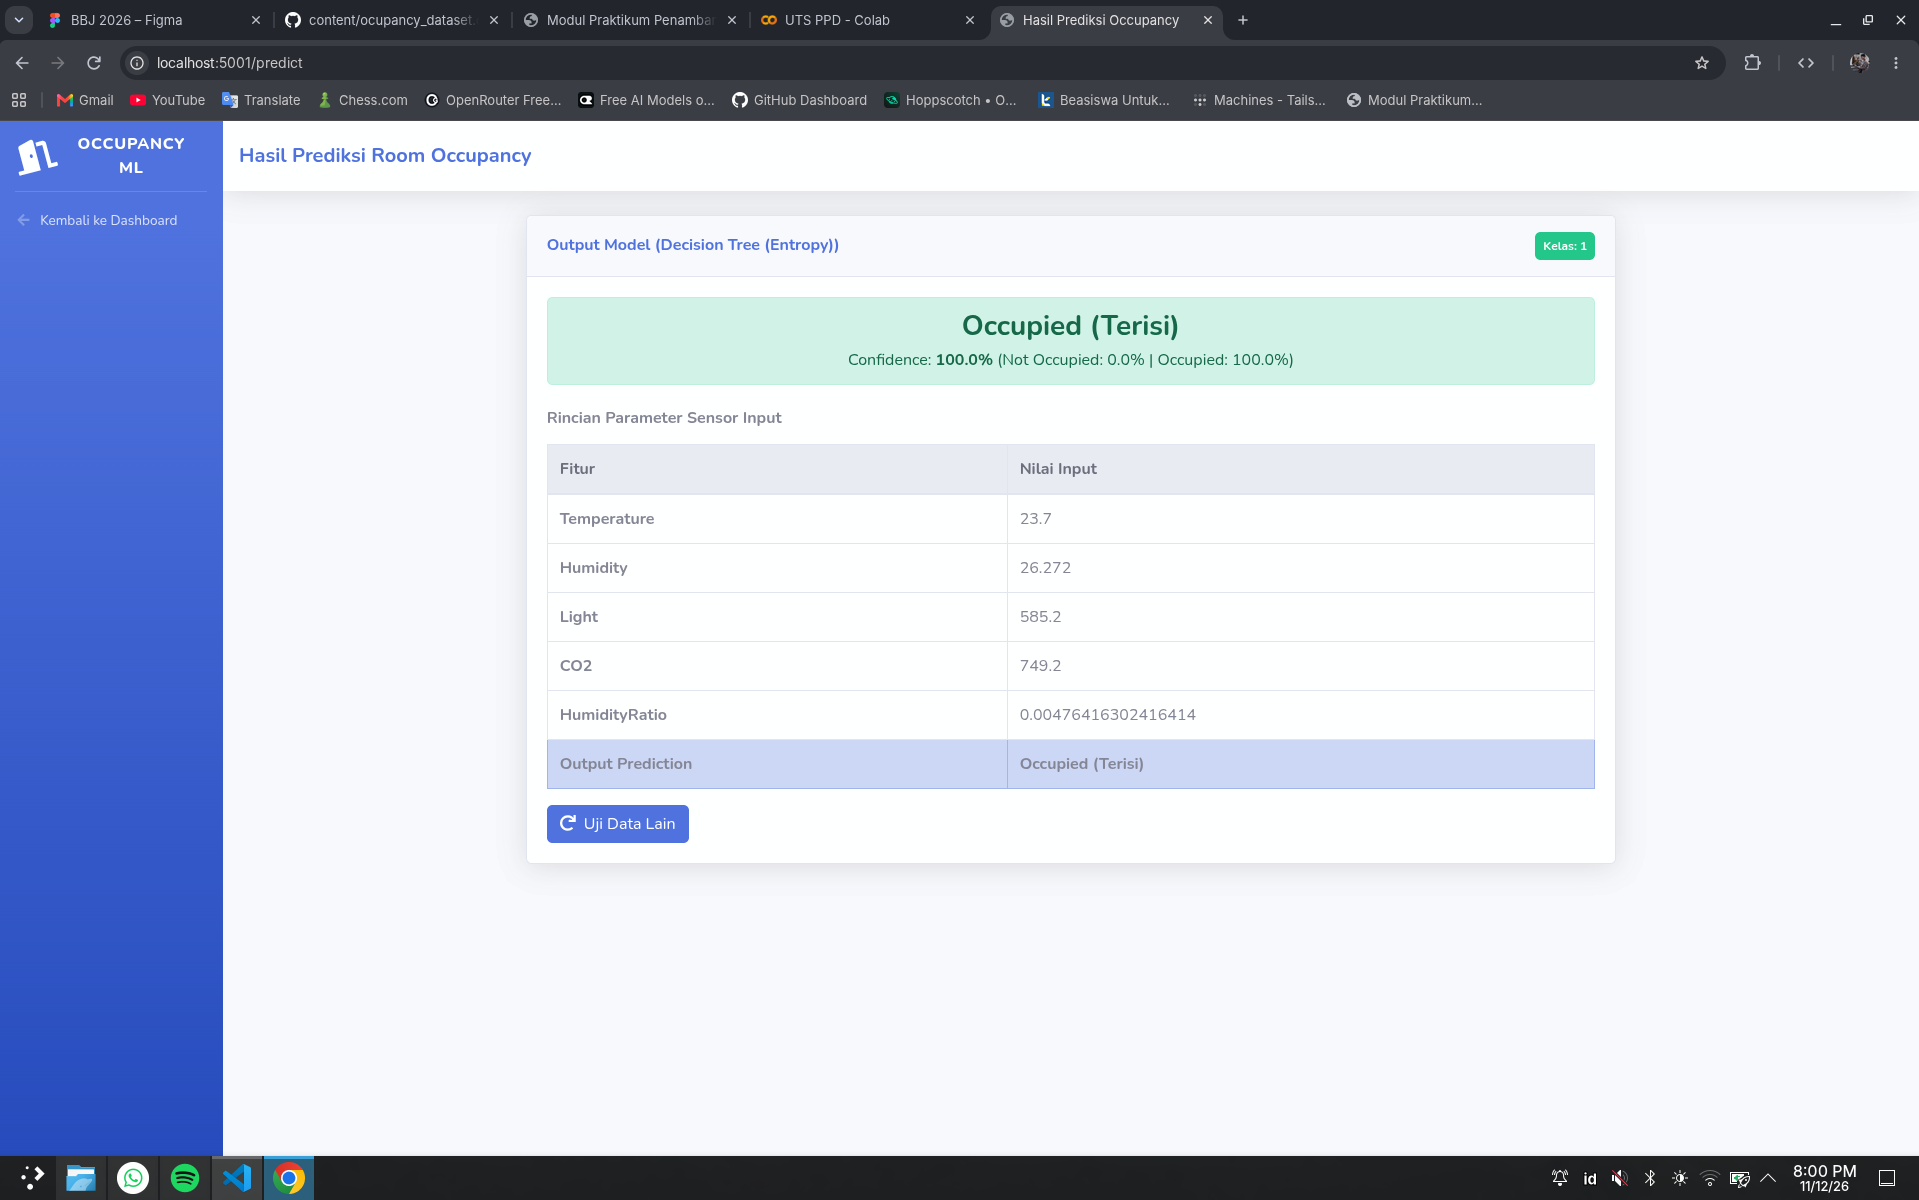 BBJ 2026 – Figma
content/ocupancy_dataset.
Modul Praktikum Penambar
UTS PPD - Colab
Hasil Prediksi Occupancy
localhost:5001/predict
Gmail
YouTube
Translate
Chess.com
OpenRouter Free...
Free AI Models o...
GitHub Dashboard
Hoppscotch • O...
Beasiswa Untuk...
Machines - Tails...
Modul Praktikum...
OCCUPANCY
ML
Kembali ke Dashboard
Hasil Prediksi Room Occupancy
Output Model (Decision Tree (Entropy))
Kelas: 1
Occupied (Terisi)
Confidence: 100.0% (Not Occupied: 0.0% | Occupied: 100.0%)
Rincian Parameter Sensor Input
Fitur Nilai Input
Temperature 23.7
Humidity 26.272
Light 585.2
CO2 749.2
HumidityRatio 0.00476416302416414
Output Prediction Occupied (Terisi)
Uji Data Lain
id
8:00 PM
11/12/26